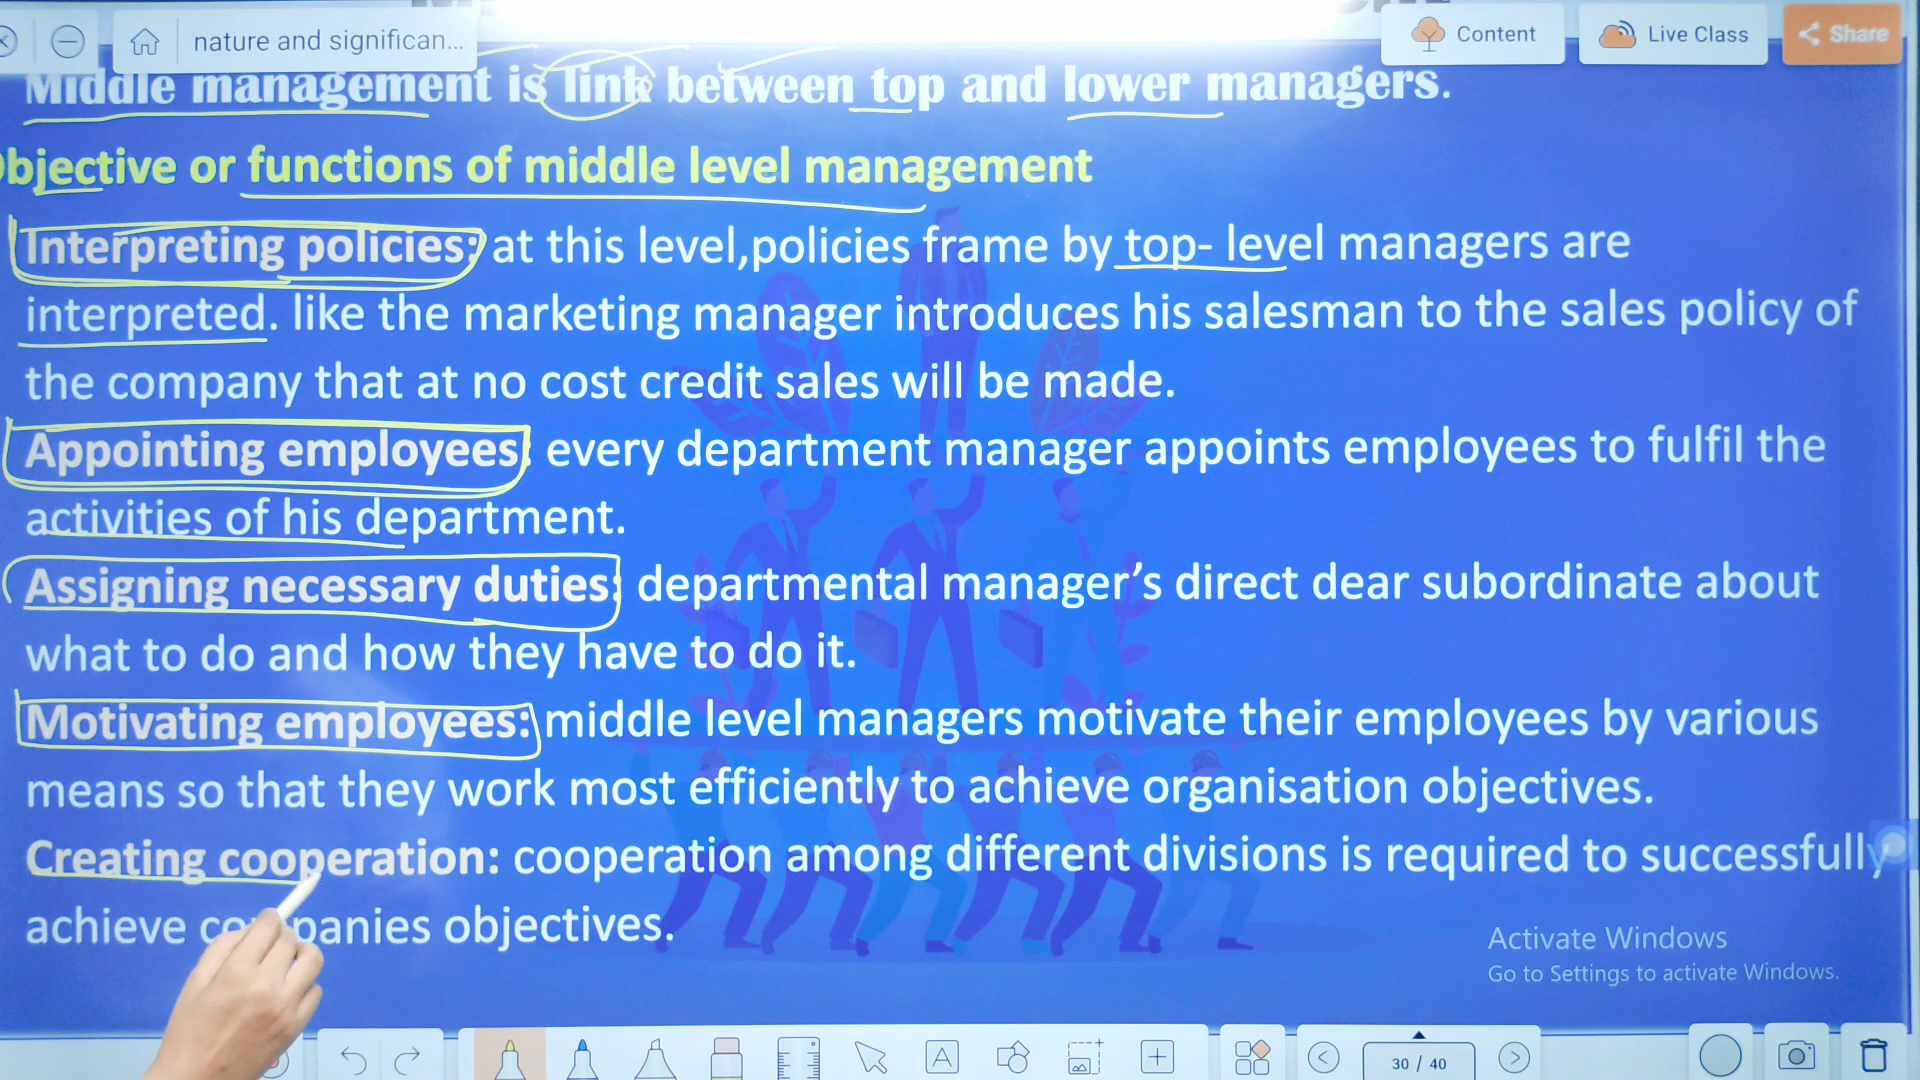 nature and significan...
Content
Live Class
Share
Middle management is link between top and lower managers.
Objective or functions of middle level management
Interpreting policies: at this level,policies frame by top- level managers are
interpreted. like the marketing manager introduces his salesman to the sales policy of
the company that at no cost credit sales will be made.
Appointing employees: every department manager appoints employees to fulfil the
activities of his department.
Assigning necessary duties: departmental manager’s direct dear subordinate about
what to do and how they have to do it.
Motivating employees: middle level managers motivate their employees by various
means so that they work most efficiently to achieve organisation objectives.
Creating cooperation: cooperation among different divisions is required to successfully
achieve companies objectives.
Activate Windows
Go to Settings to activate Windows.
A
30 / 40